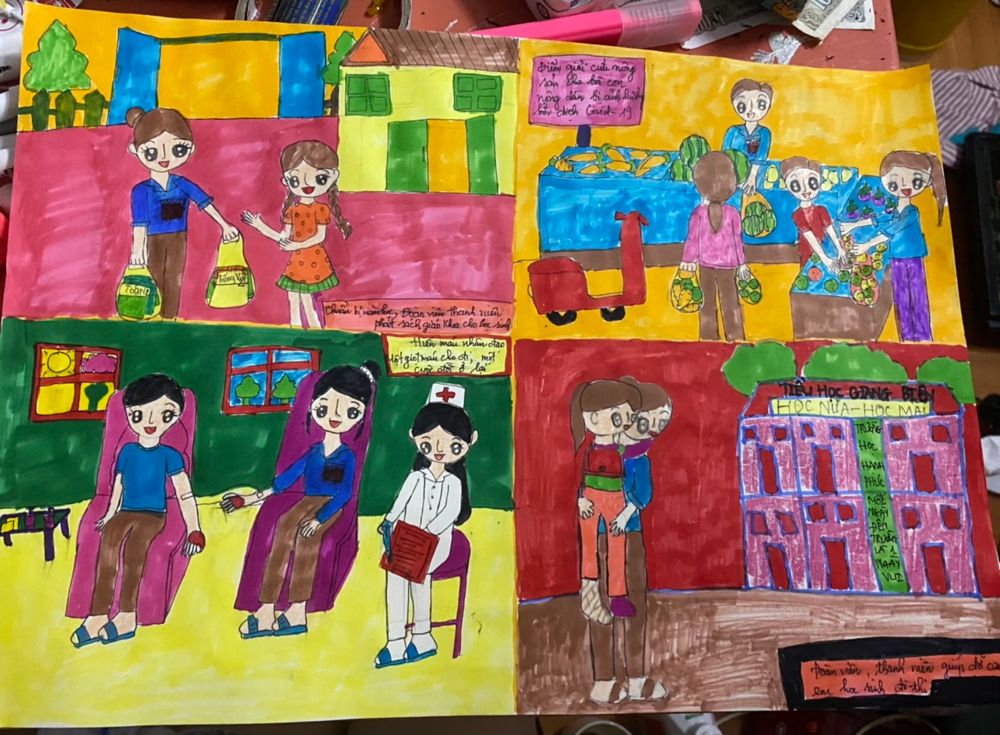 TOÁN
Tiếng Việt
Chuẩn bị năm học, Đoàn viên thanh niên
phát sách giáo khoa cho học sinh
Điểm giải cứu nông
sản cho bà con
nông dân bị ảnh hưởng
bởi dịch Covid-19
Hiến máu nhân đạo
Một giọt máu cho đi, một
cuộc đời ở lại
TIỂU HỌC GIANG BIÊN
HỌC NỮA-HỌC MÃI
TRƯỜNG
HỌC
HẠNH
PHÚC
MỖI
NGÀY
ĐẾN
TRƯỜNG
LÀ 1
NGÀY
VUI
Đoàn viên, thanh niên giúp đỡ các
em học sinh đi thi